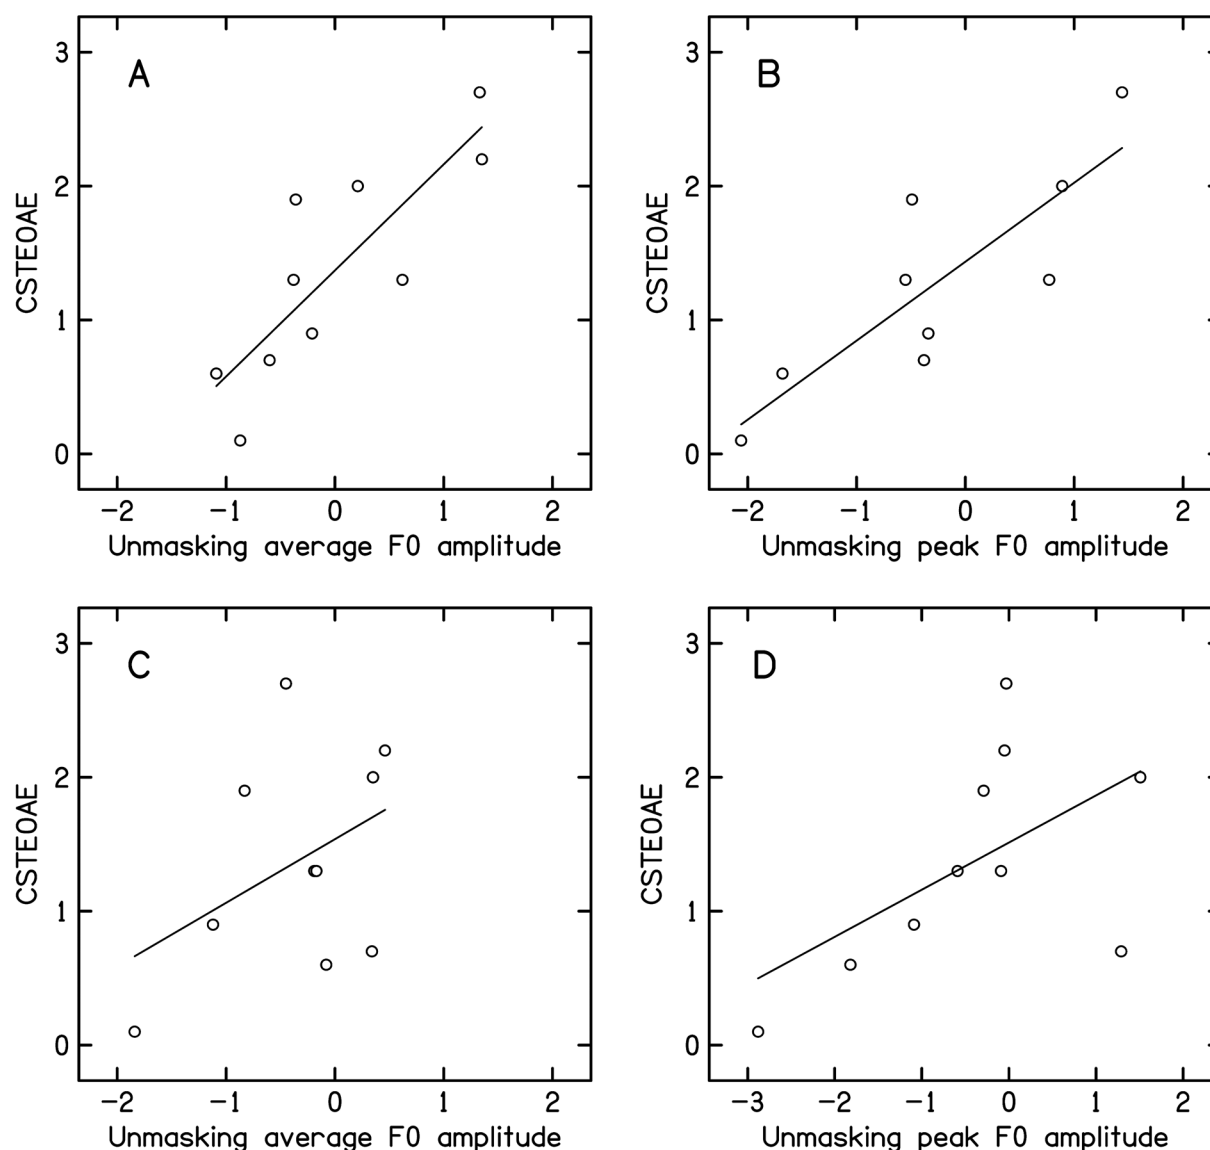 A
3
2
1
0
CSTEOAE
−2 −1 0 1 2
Unmasking average F0 amplitude
B
3
2
1
0
CSTEOAE
−2 −1 0 1 2
Unmasking peak F0 amplitude
C
3
2
1
0
CSTEOAE
−2 −1 0 1 2
Unmasking average F0 amplitude
D
3
2
1
0
CSTEOAE
−3 −2 −1 0 1 2
Unmasking peak F0 amplitude